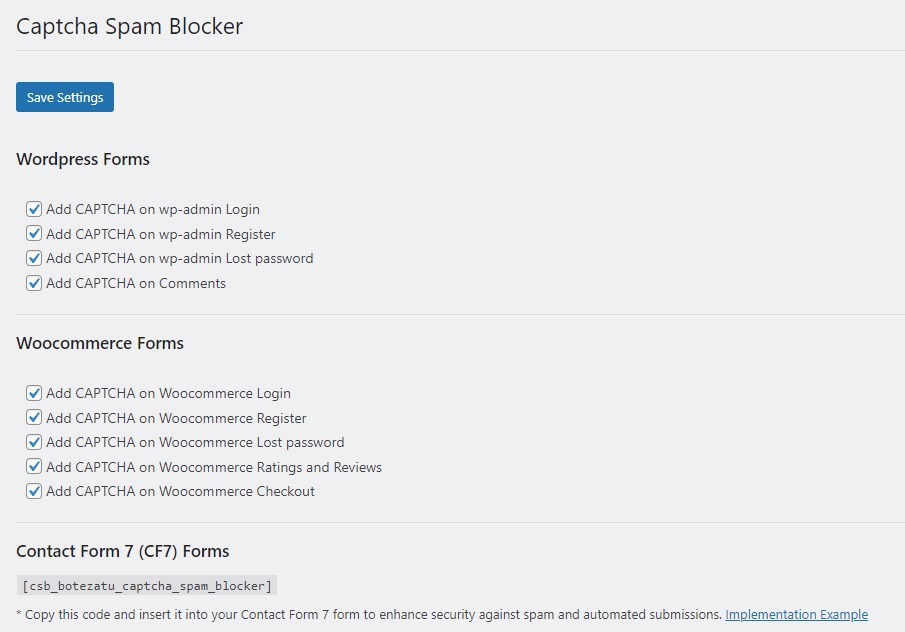 Captcha Spam Blocker
Save Settings
Wordpress Forms
Add CAPTCHA on wp-admin Login
Add CAPTCHA on wp-admin Register
Add CAPTCHA on wp-admin Lost password
Add CAPTCHA on Comments
Woocommerce Forms
Add CAPTCHA on Woocommerce Login
Add CAPTCHA on Woocommerce Register
Add CAPTCHA on Woocommerce Lost password
Add CAPTCHA on Woocommerce Ratings and Reviews
Add CAPTCHA on Woocommerce Checkout
Contact Form 7 (CF7) Forms
[csb_botezatu_captcha_spam_blocker]
* Copy this code and insert it into your Contact Form 7 form to enhance security against spam and automated submissions. Implementation Example